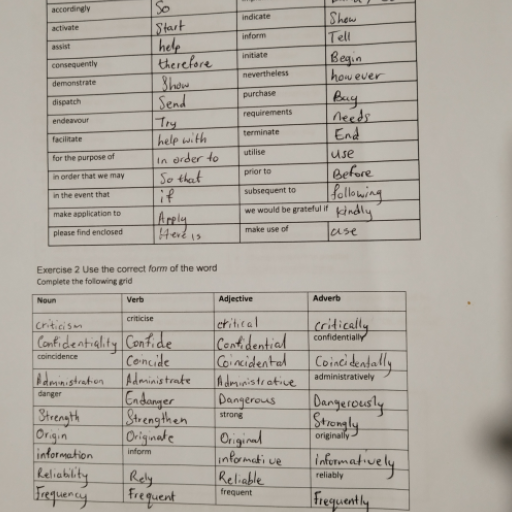 accordingly So
activate Start indicate Show
assist help inform Tell
consequently therefore initiate Begin
demonstrate Show nevertheless however
dispatch Send purchase Buy
endeavour Try requirements needs
facilitate help with terminate End
for the purpose of in order to utilise use
in order that we may So that prior to Before
in the event that if subsequent to following
make application to Apply we would be grateful if kindly
please find enclosed Here is make use of use
Exercise 2 Use the correct form of the word
Complete the following grid
Noun Verb Adjective Adverb
criticism criticise critical critically
Confidentiality Confide Confidential confidentially
coincidence Coincide Coincidental Coincidentally
Administration Administrate Administrative administratively
danger Endanger Dangerous Dangerously
Strength Strengthen strong Strongly
Origin Originate Original originally
information inform informative informatively
Reliability Rely Reliable reliably
Frequency Frequent frequent Frequently